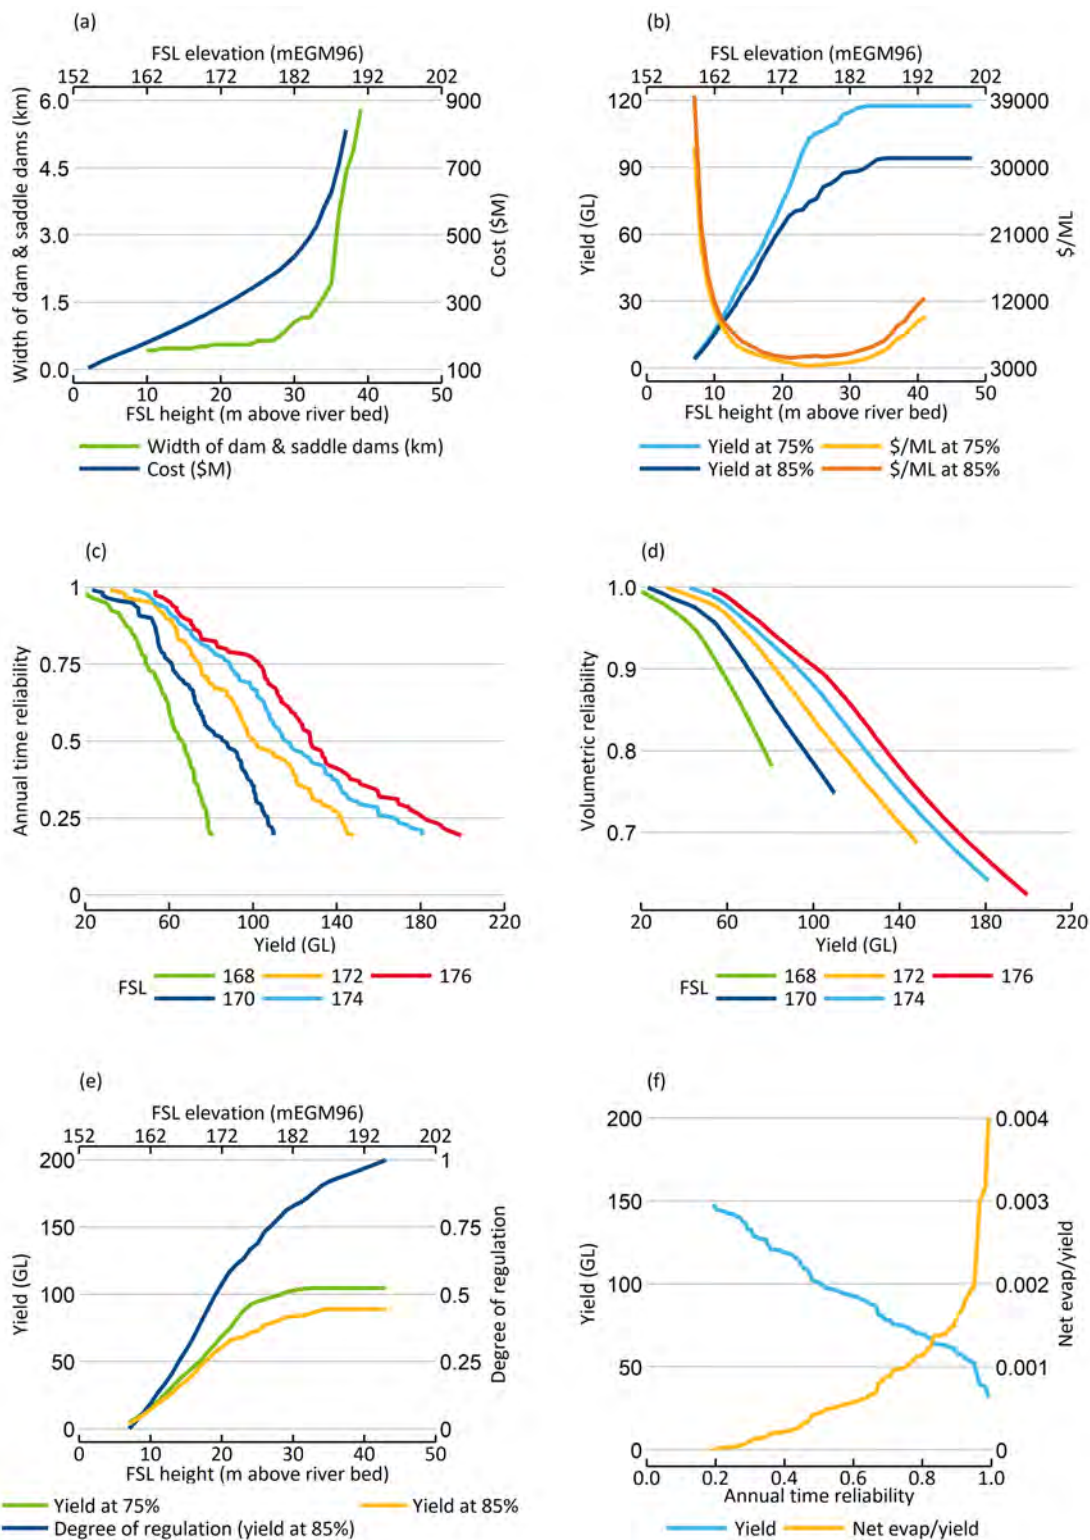 (a)
FSL elevation (mEGM96)
152 162 172 182 192 202
6.0 900
4.5 700
3.0 500
1.5 300
0.0 100
Width of dam & saddle dams (km)
Cost ($M)
0 10 20 30 40 50
FSL height (m above river bed)
Width of dam & saddle dams (km)
Cost ($M)
(b)
FSL elevation (mEGM96)
152 162 172 182 192 202
120 39000
90 30000
60 21000
30 12000
0 3000
Yield (GL)
$/ML
0 10 20 30 40 50
FSL height (m above river bed)
Yield at 75% $/ML at 75%
Yield at 85% $/ML at 85%
(c)
1
0.75
0.5
0.25
0
Annual time reliability
20 60 100 140 180 220
Yield (GL)
FSL
168 172 176
170 174
(d)
1.0
0.9
0.8
0.7
Volumetric reliability
20 60 100 140 180 220
Yield (GL)
FSL
168 172 176
170 174
(e)
FSL elevation (mEGM96)
152 162 172 182 192 202
200 1
150 0.75
100 0.5
50 0.25
0 0
Yield (GL)
Degree of regulation
0 10 20 30 40 50
FSL height (m above river bed)
Yield at 75% Yield at 85%
Degree of regulation (yield at 85%)
(f)
200 0.004
150 0.003
100 0.002
50 0.001
0 0
Yield (GL)
Net evap/yield
0.0 0.2 0.4 0.6 0.8 1.0
Annual time reliability
Yield Net evap/yield